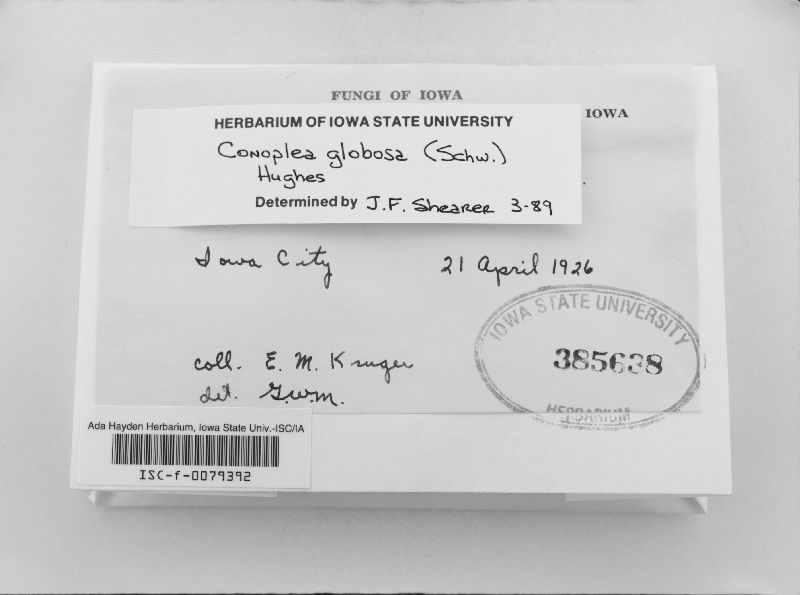 FUNGI OF IOWA
IOWA
HERBARIUM OF IOWA STATE UNIVERSITY
Conoplea globosa (Schw.)
Hughes
Determined by J.F. Shearer 3-89
Iowa City 21 April 1926
IOWA STATE UNIVERSITY
385638
HERBARIUM
coll. E. M. Kruger
det. G.W.M.
Ada Hayden Herbarium, Iowa State Univ.-ISC/IA
ISC-f-0079392